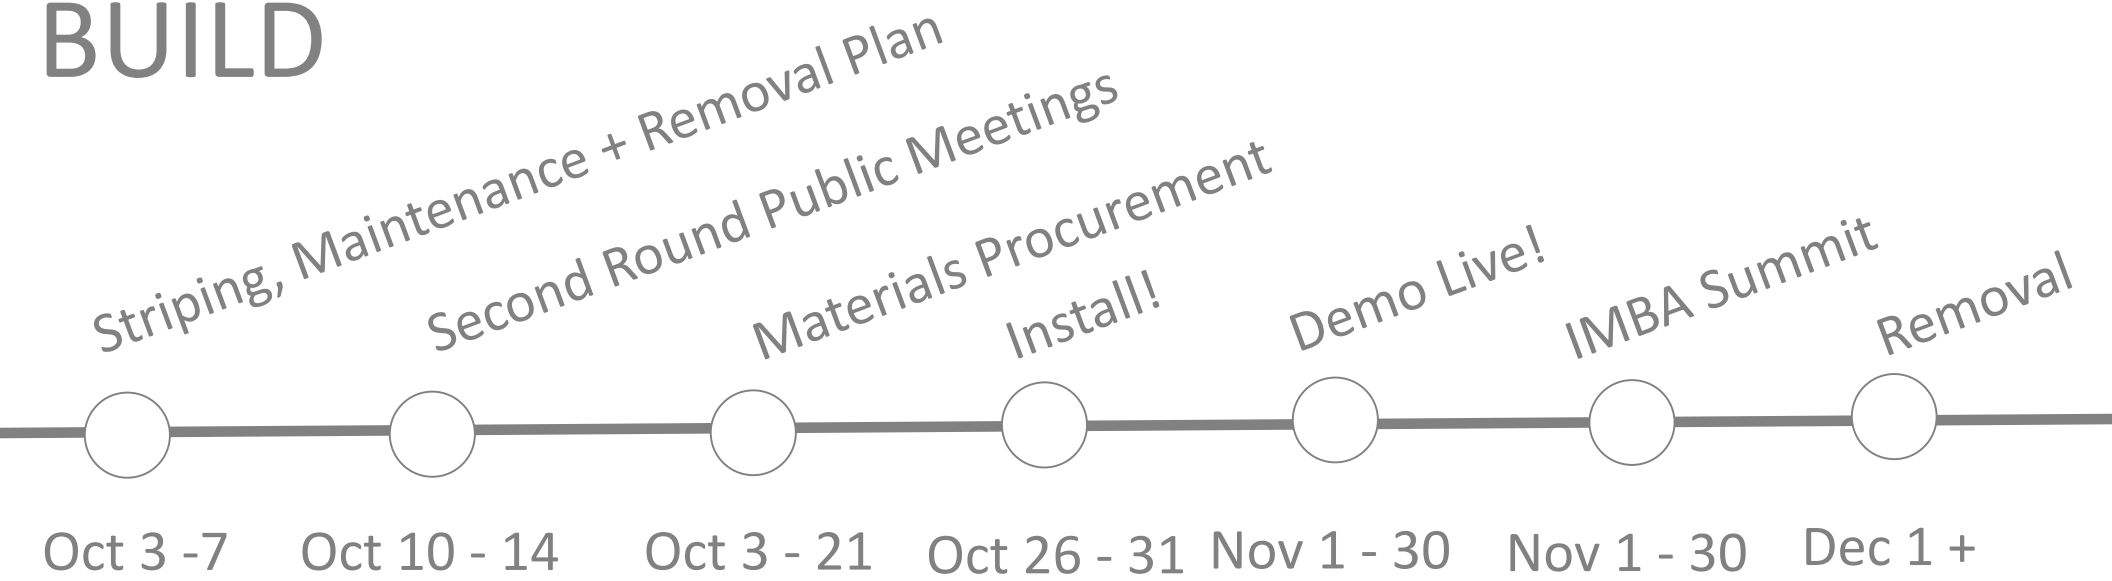 BUILD
Striping, Maintenance + Removal Plan
Second Round Public Meetings
Materials Procurement
Install!
Demo Live!
IMBA Summit
Removal
Oct 3 -7
Oct 10 - 14
Oct 3 - 21
Oct 26 - 31
Nov 1 - 30
Nov 1 - 30
Dec 1 +